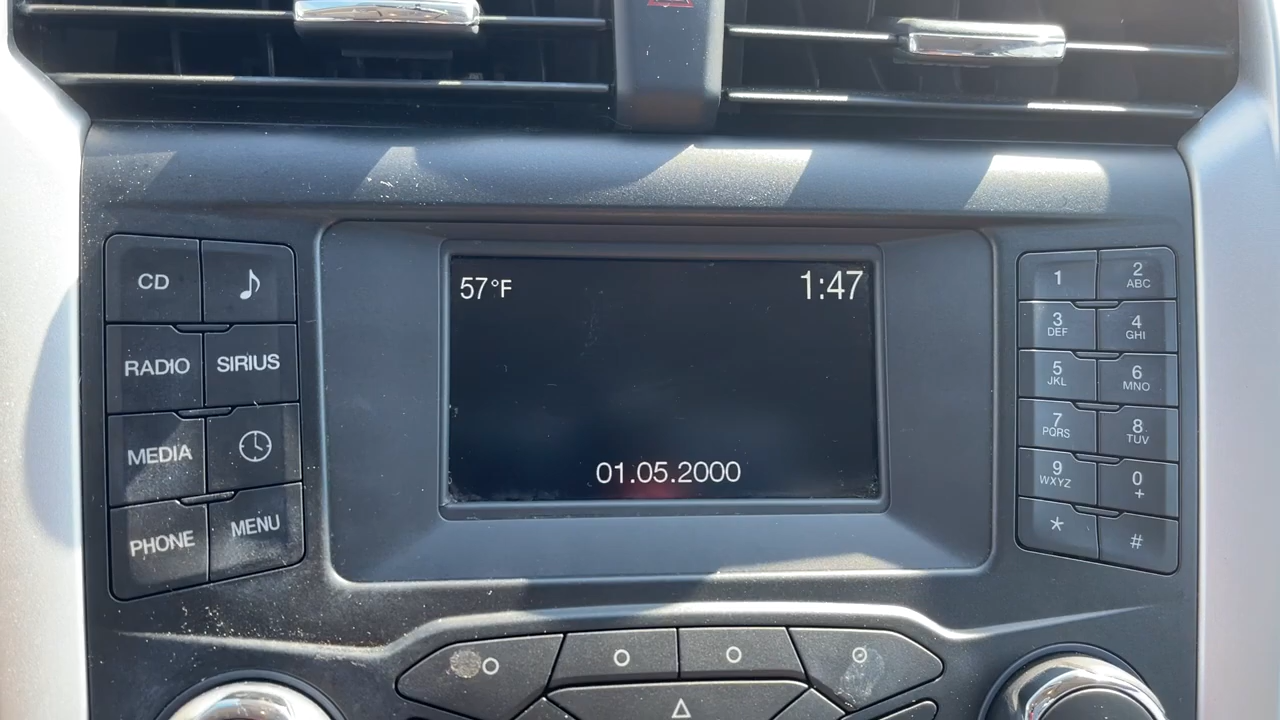 57°F
1:47
01.05.2000
CD
RADIO
SIRIUS
MEDIA
PHONE
MENU
1
2
ABC
3
DEF
4
GHI
5
JKL
6
MNO
7
PQRS
8
TUV
9
WXYZ
0
+
*
#